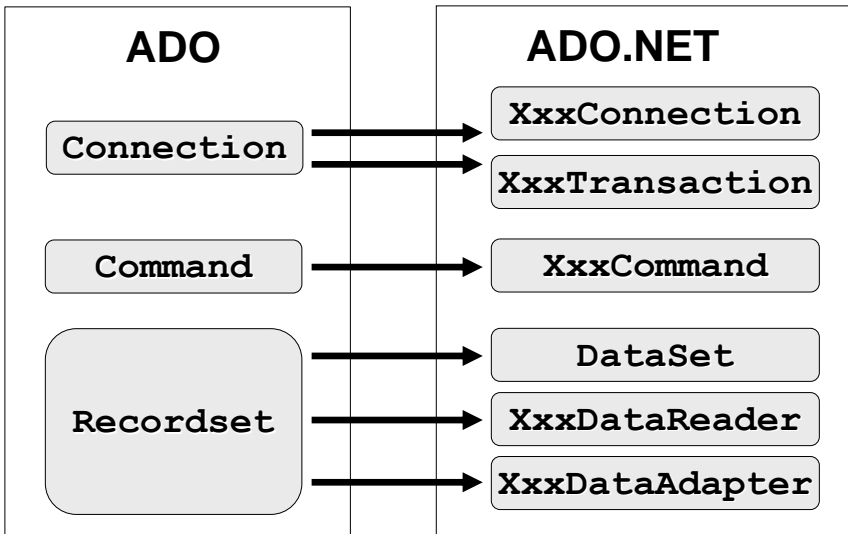 ADO
Connection
Command
Recordset
ADO.NET
XxxConnection
XxxTransaction
XxxCommand
DataSet
XxxDataReader
XxxDataAdapter